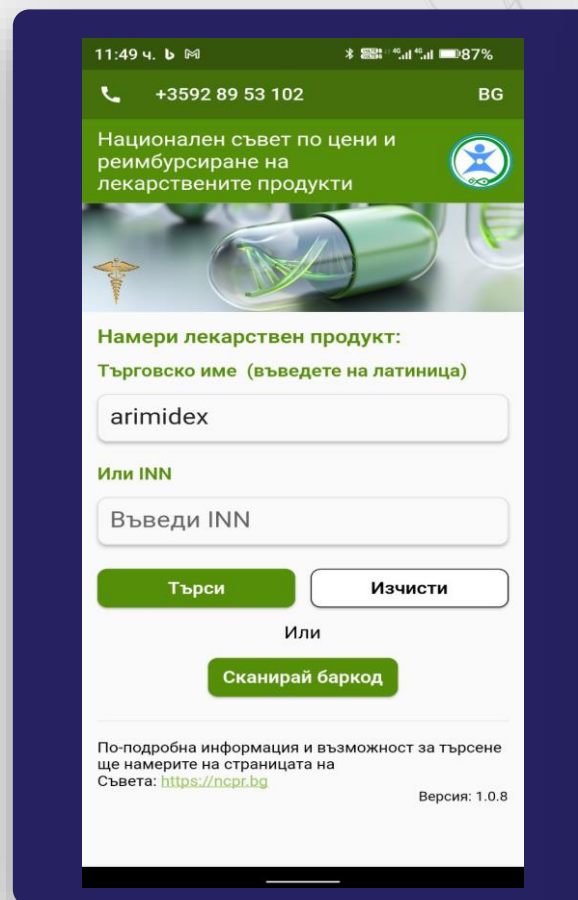 11:49 ч.
87%
+3592 89 53 102
BG
Национален съвет по цени и
реимбурсиране на
лекарствените продукти
Намери лекарствен продукт:
Търговско име (въведете на латиница)
arimidex
Или INN
Въведи INN
Търси
Изчисти
Или
Сканирай баркод
По-подробна информация и възможност за търсене
ще намерите на страницата на
Съвета: https://ncpr.bg
Версия: 1.0.8